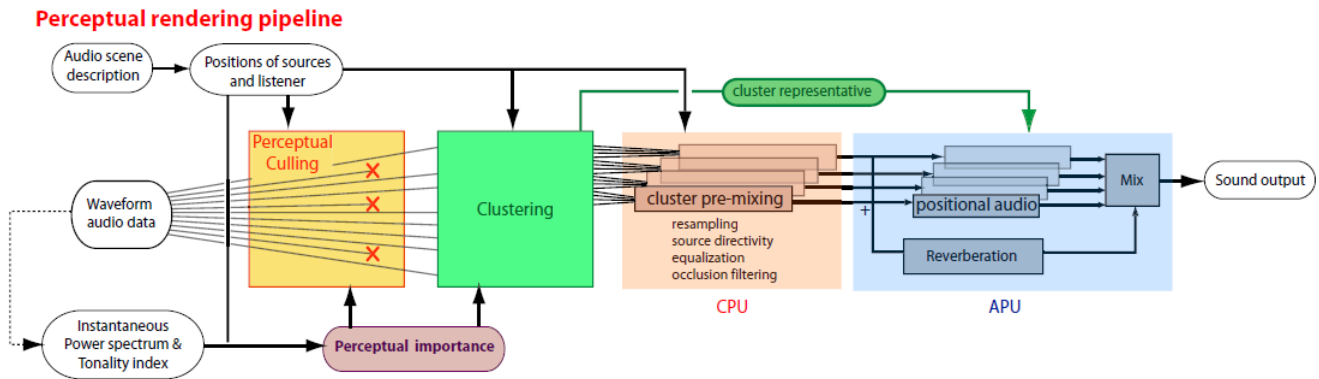 Perceptual rendering pipeline
Audio scene
description
Positions of sources
and listener
cluster representative
Perceptual
Culling
Waveform
audio data
Clustering
cluster pre-mixing
resampling
source directivity
equalization
occlusion filtering
CPU
+
positional audio
Reverberation
Mix
APU
Sound output
Instantaneous
Power spectrum &
Tonality index
Perceptual importance